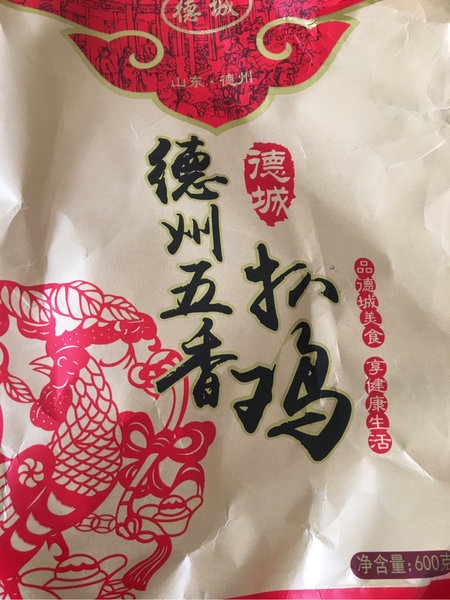 德城
山东·德州
德城
德州五香
扒鸡
品德城美食 享健康生活
净含量:600克